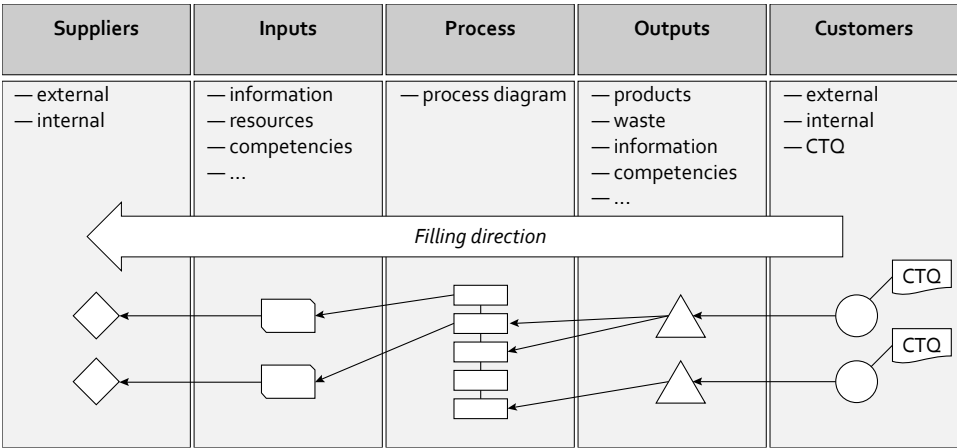 Suppliers
Inputs
Process
Outputs
Customers
— external
— internal
— information
— resources
— competencies
— ...
— process diagram
— products
— waste
— information
— competencies
— ...
— external
— internal
— CTQ
Filling direction
CTQ
CTQ